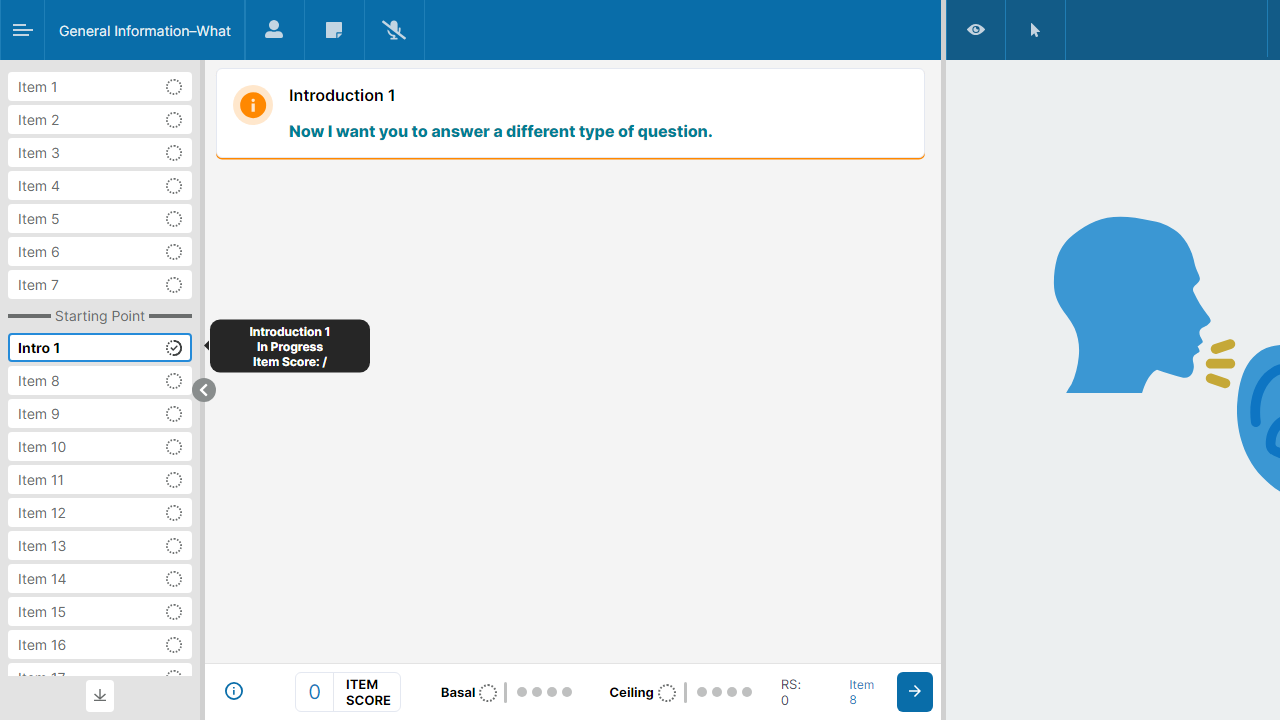 General Information–What
Item 1
Item 2
Item 3
Item 4
Item 5
Item 6
Item 7
Starting Point
Intro 1
Item 8
Item 9
Item 10
Item 11
Item 12
Item 13
Item 14
Item 15
Item 16
Introduction 1
Now I want you to answer a different type of question.
Introduction 1
In Progress
Item Score: /
0
ITEM
SCORE
Basal
Ceiling
RS:
0
Item
8